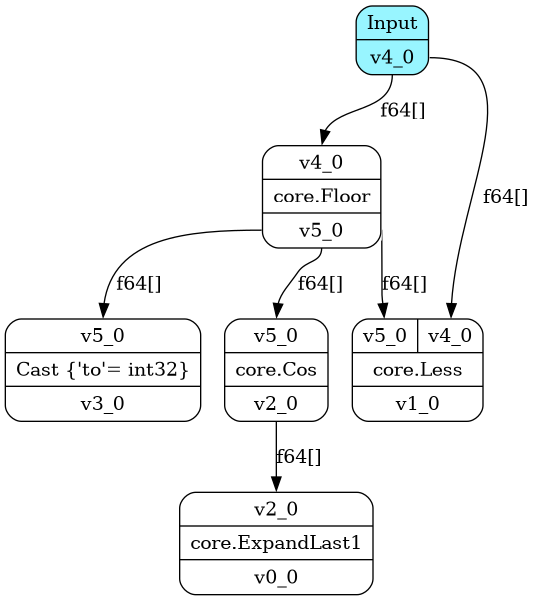 Input
v4_0
f64[]
v4_0
core.Floor
v5_0
f64[]
f64[]
f64[]
f64[]
v5_0
Cast {'to'= int32}
v3_0
v5_0
core.Cos
v2_0
v5_0 v4_0
core.Less
v1_0
f64[]
v2_0
core.ExpandLast1
v0_0